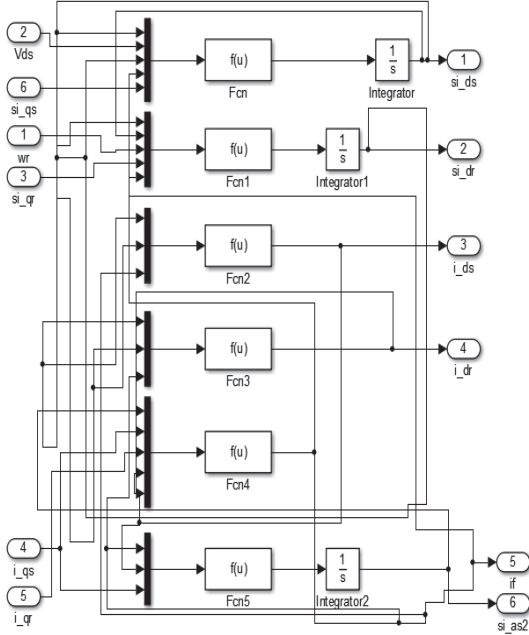 2
Vds
6
si_qs
1
wr
3
si_qr
f(u)
Fcn
1
s
Integrator
1
si_ds
f(u)
Fcn1
1
s
Integrator1
2
si_dr
f(u)
Fcn2
3
i_ds
f(u)
Fcn3
4
i_dr
f(u)
Fcn4
4
i_qs
5
i_qr
f(u)
Fcn5
1
s
Integrator2
5
if
6
si_as2